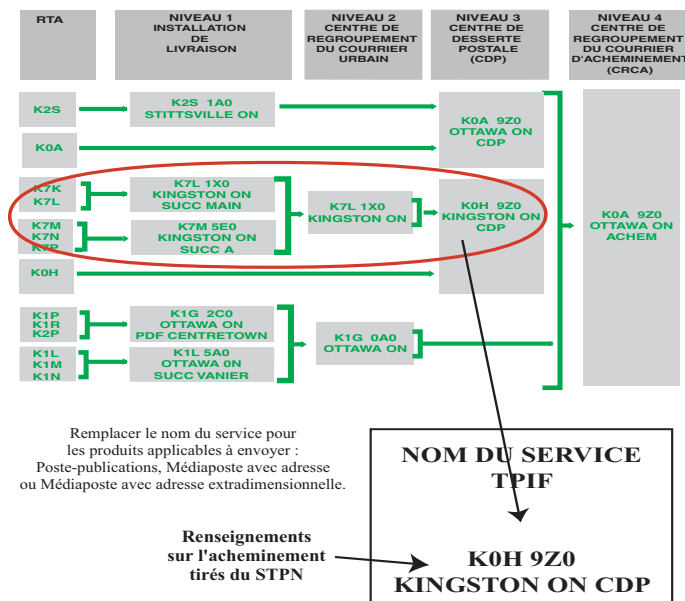 RTA
NIVEAU 1
INSTALLATION
DE
LIVRAISON
NIVEAU 2
CENTRE DE
REGROUPEMENT
DU COURRIER
URBAIN
NIVEAU 3
CENTRE DE
DESSERTE
POSTALE
(CDP)
NIVEAU 4
CENTRE DE
REGROUPEMENT
DU COURRIER
D'ACHEMINEMENT
(CRCA)
K2S
K2S 1A0
STITTSVILLE ON
K0A 9Z0
OTTAWA ON
CDP
K0A
K7K
K7L
K7L 1X0
KINGSTON ON
SUCC MAIN
K7M
K7N
K7P
K7M 5E0
KINGSTON ON
SUCC A
K7L 1X0
KINGSTON ON
K0H 9Z0
KINGSTON ON
CDP
K0A 9Z0
OTTAWA ON
ACHEM
K0H
K1P
K1R
K2P
K1G 2C0
OTTAWA ON
PDF CENTRETOWN
K1L
K1M
K1N
K1L 5A0
OTTAWA 0N
SUCC VANIER
K1G 0A0
OTTAWA ON
Remplacer le nom du service pour
les produits applicables à envoyer :
Poste-publications, Médiaposte avec adresse
ou Médiaposte avec adresse extradimensionnelle.
NOM DU SERVICE
TPIF
Renseignements
sur l'acheminement
tirés du STPN
K0H 9Z0
KINGSTON ON CDP